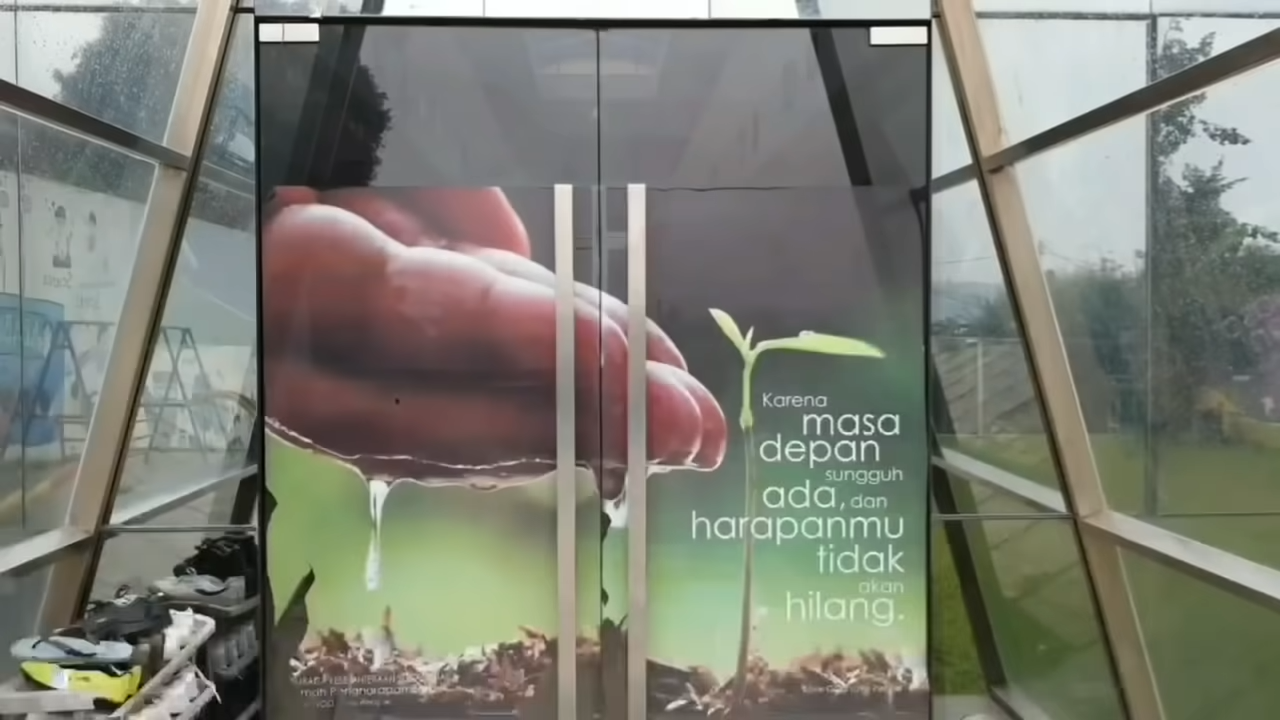 Karena
masa
depan
sungguh
ada, dan
harapanmu
tidak
akan
hilang.